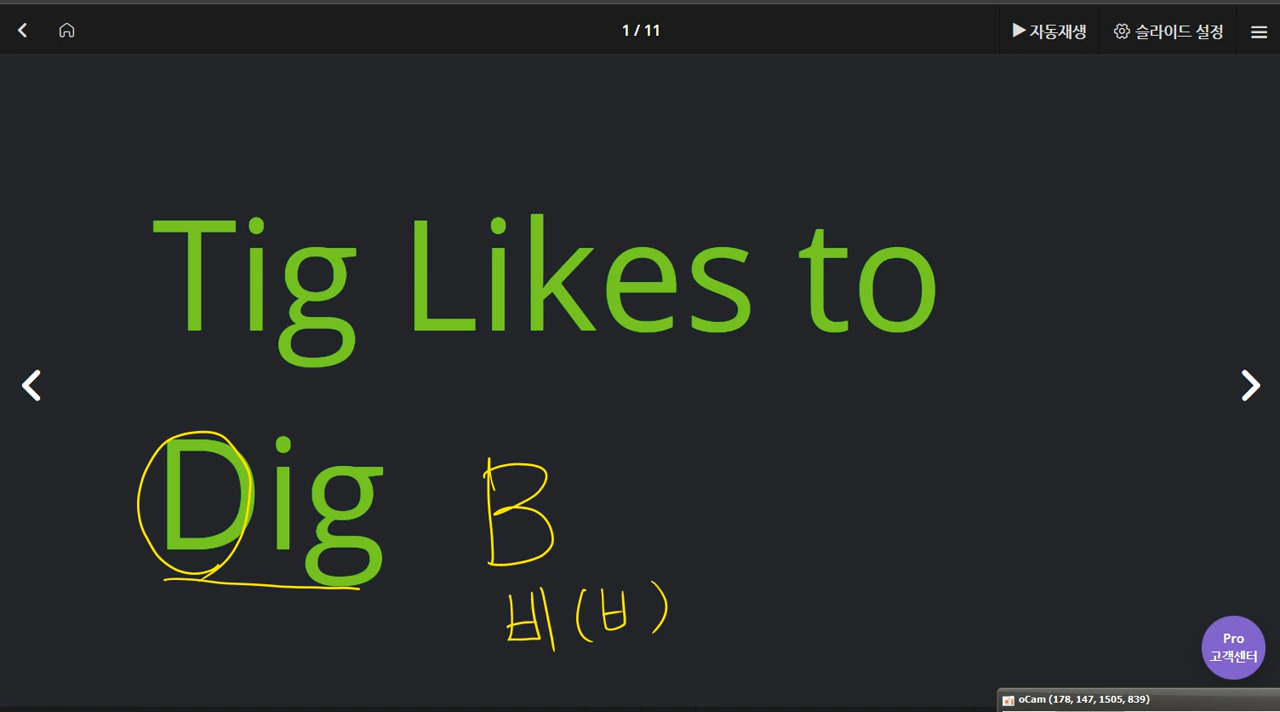 1 / 11
▶ 자동재생
슬라이드 설정
Tig Likes to
Dig
B
비(ㅂ)
Pro
고객센터
oCam (178, 147, 1505, 839)